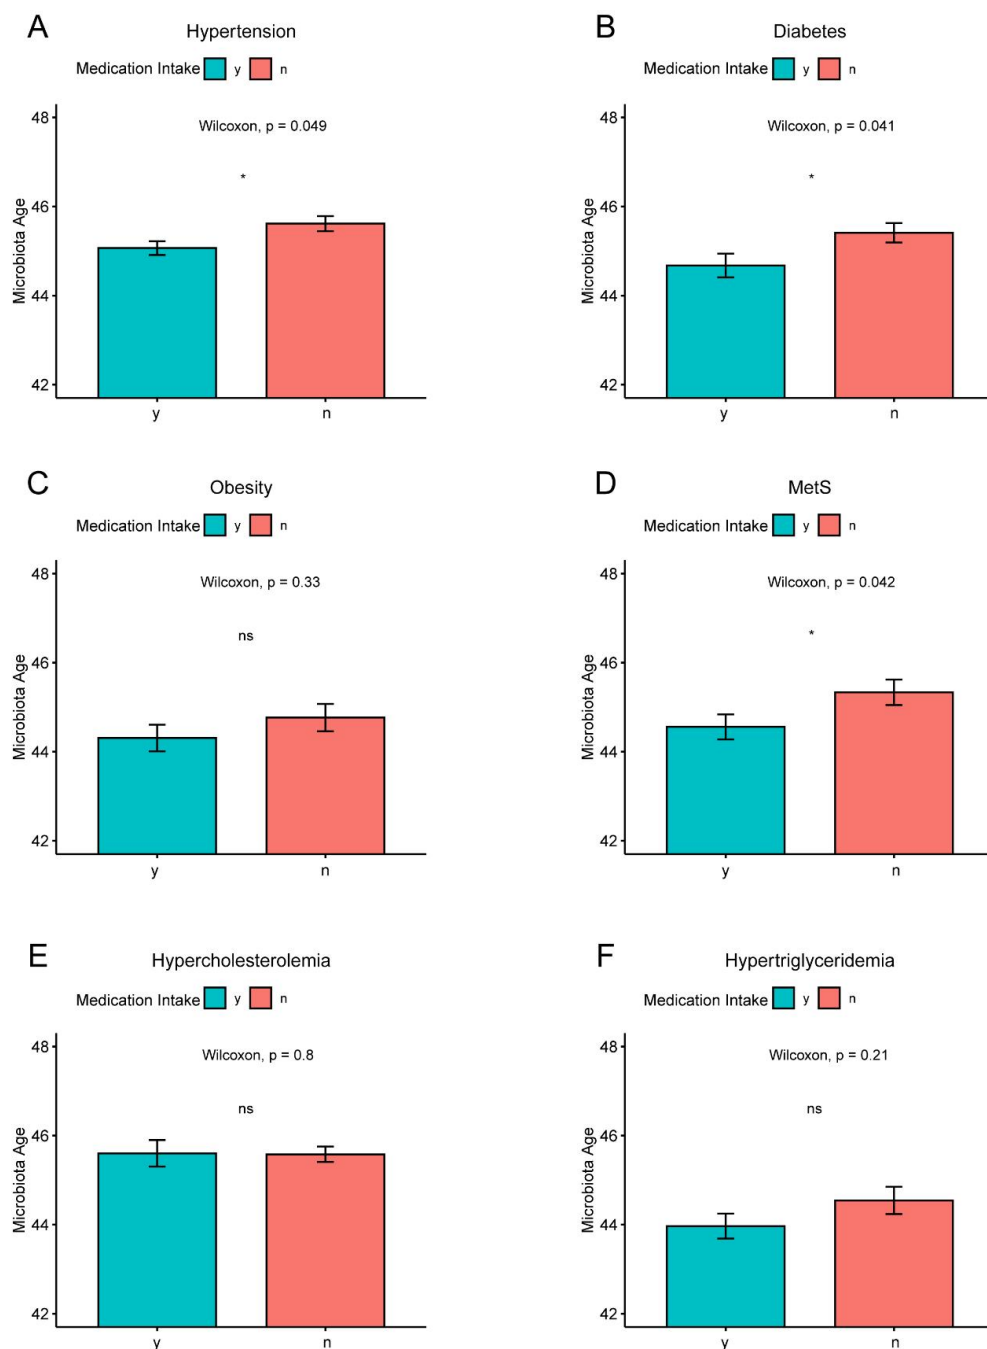 A
Hypertension
Medication Intake y n
Wilcoxon, p = 0.049
*
48
46
44
42
Microbiota Age
y n
B
Diabetes
Medication Intake y n
Wilcoxon, p = 0.041
*
48
46
44
42
Microbiota Age
y n
C
Obesity
Medication Intake y n
Wilcoxon, p = 0.33
ns
48
46
44
42
Microbiota Age
y n
D
MetS
Medication Intake y n
Wilcoxon, p = 0.042
*
48
46
44
42
Microbiota Age
y n
E
Hypercholesterolemia
Medication Intake y n
Wilcoxon, p = 0.8
ns
48
46
44
42
Microbiota Age
y n
F
Hypertriglyceridemia
Medication Intake y n
Wilcoxon, p = 0.21
ns
48
46
44
42
Microbiota Age
y n